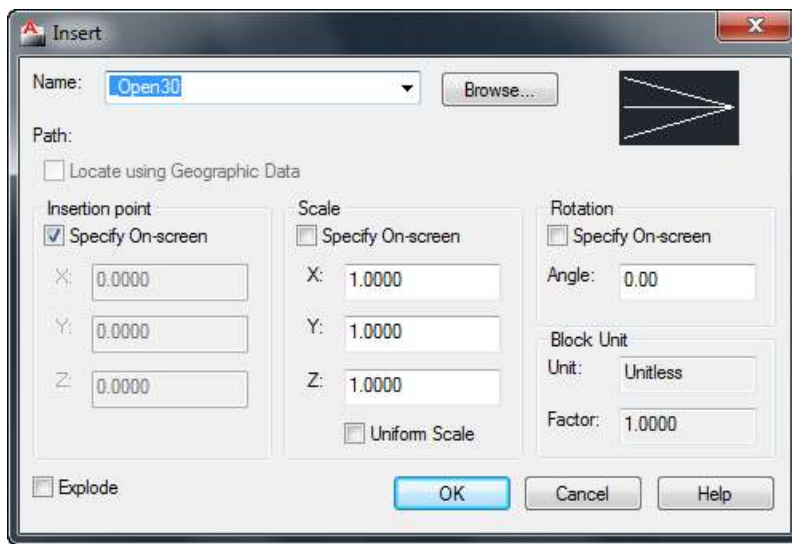 Insert
Name: _Open30 Browse...
Path:
Locate using Geographic Data
Insertion point
Specify On-screen
X: 0.0000
Y: 0.0000
Z: 0.0000
Scale
Specify On-screen
X: 1.0000
Y: 1.0000
Z: 1.0000
Uniform Scale
Rotation
Specify On-screen
Angle: 0.00
Block Unit
Unit: Unitless
Factor: 1.0000
Explode
OK Cancel Help